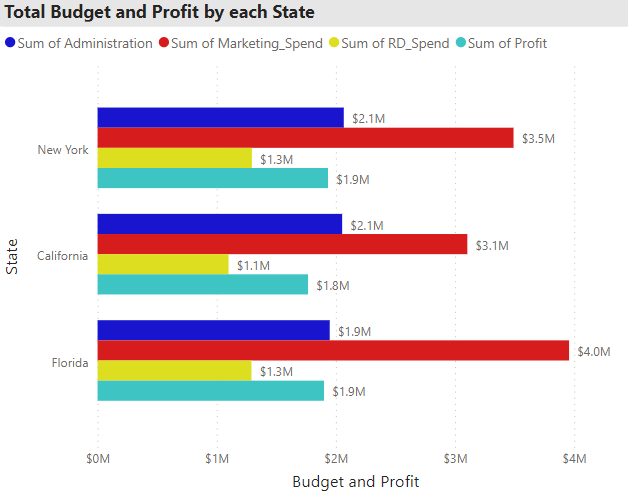 Total Budget and Profit by each State
Sum of Administration Sum of Marketing_Spend Sum of RD_Spend Sum of Profit
State
New York
$2.1M
$3.5M
$1.3M
$1.9M
California
$2.1M
$3.1M
$1.1M
$1.8M
Florida
$1.9M
$4.0M
$1.3M
$1.9M
$0M $1M $2M $3M $4M
Budget and Profit